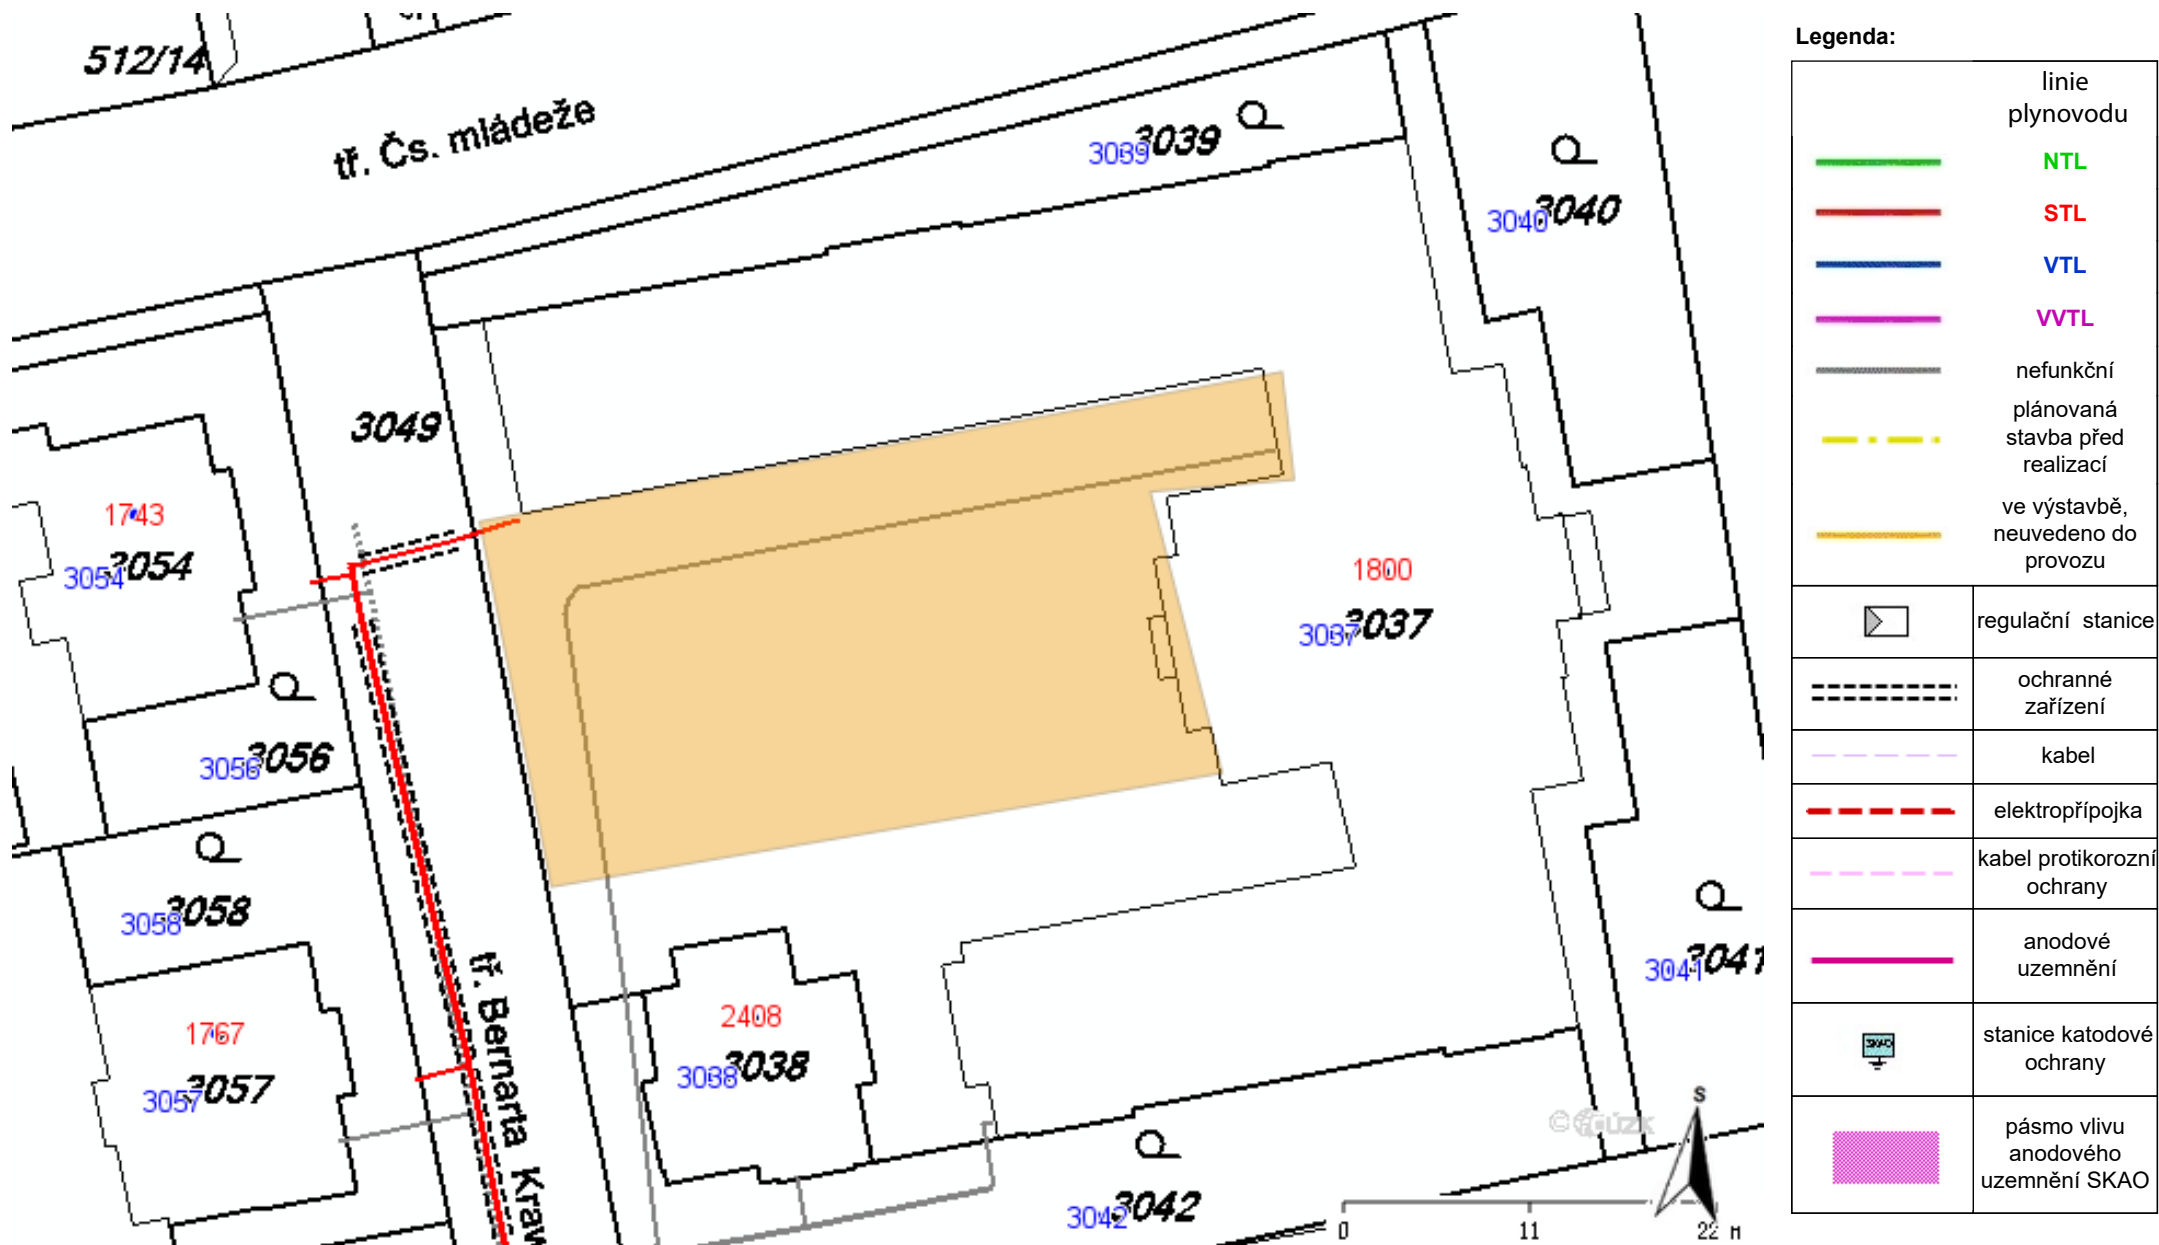 512/14
tř. Čs. mládeže
3039
3039
3040
3040
3049
1743
3054
3054
1800
3037
3037
3056
3056
3058
3058
1767
3057
3057
tř. Bernarta
2408
3038
3038
3041
3041
3042
3042
S
0
11
22
Legenda:
linie
plynovodu
NTL
STL
VTL
VVTL
nefunkční
plánovaná
stavba před
realizací
ve výstavbě,
neuvedeno do
provozu
regulační stanice
ochranné
zařízení
kabel
elektropřípojka
kabel protikorozní
ochrany
anodové
uzemnění
SKAO
stanice katodové
ochrany
pásmo vlivu
anodového
uzemnění SKAO